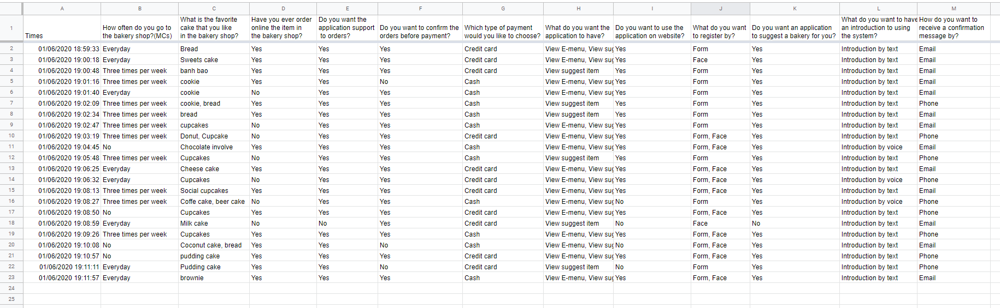 A B C D E F G H I J K L M
1 Times How often do you go to the bakery shop?(MCs) What is the favorite cake that you like in the bakery shop? Have you ever order online the item in the bakery shop? Do you want the application support to orders? Do you want to confirm the orders before payment? Which type of payment would you like to choose? What do you want the application to have? Do you want to use the application on website? What do you want to register by? Do you want an application to suggest a bakery for you? What do you want to have an introduction to using the system? How do you want to receive a confirmation message by?
2 01/06/2020 18:59:33 Everyday Bread Yes Yes Yes Credit card View E-menu, View sug Yes Form Yes Introduction by text Email
3 01/06/2020 19:00:18 Everyday Sweets cake Yes Yes Yes Credit card View E-menu, View sug Yes Face Yes Introduction by text Email
4 01/06/2020 19:00:48 Three times per week banh bao Yes Yes Yes Credit card View suggest item Yes Form Yes Introduction by text Email
5 01/06/2020 19:01:16 Three times per week cookie Yes Yes No Cash View E-menu, View sug Yes Form Yes Introduction by text Email
6 01/06/2020 19:01:40 Everyday cookie No Yes Yes Cash View E-menu, View sug Yes Form Yes Introduction by text Email
7 01/06/2020 19:02:09 Three times per week cookie, bread Yes Yes Yes Cash View suggest item Yes Form Yes Introduction by text Phone
8 01/06/2020 19:02:34 Three times per week bread Yes Yes Yes Cash View suggest item Yes Form Yes Introduction by text Email
9 01/06/2020 19:02:47 Three times per week cupcakes No Yes Yes Cash View E-menu, View sug Yes Form Yes Introduction by text Email
10 01/06/2020 19:03:19 Three times per week Donut, Cupcake No Yes Yes Credit card View E-menu, View sug Yes Form, Face Yes Introduction by text Phone
11 01/06/2020 19:04:45 No Chocolate involve Yes Yes Yes Cash View E-menu, View sug Yes Form, Face Yes Introduction by voice Email
12 01/06/2020 19:05:48 Three times per week Cupcakes No Yes Yes Cash View suggest item Yes Form Yes Introduction by text Phone
13 01/06/2020 19:06:25 Everyday Cheese cake Yes Yes Yes Credit card View E-menu, View sug Yes Form, Face Yes Introduction by text Email
14 01/06/2020 19:06:32 Everyday Cupcakes No Yes Yes Credit card View E-menu, View sug Yes Form, Face Yes Introduction by voice Phone
15 01/06/2020 19:08:13 Three times per week Social cupcakes Yes Yes Yes Credit card View E-menu, View sug Yes Form, Face Yes Introduction by text Email
16 01/06/2020 19:08:27 Three times per week Coffe cake, beer cake No Yes Yes Cash View E-menu, View sug No Form Yes Introduction by voice Phone
17 01/06/2020 19:08:50 No Cupcakes Yes Yes Yes Credit card View E-menu, View sug Yes Form, Face Yes Introduction by text Phone
18 01/06/2020 19:08:59 Everyday Milk cake No No Yes Credit card View suggest item No Face No Introduction by text Email
19 01/06/2020 19:09:26 Three times per week Cupcakes Yes Yes Yes Cash View E-menu, View sug Yes Form, Face Yes Introduction by text Phone
20 01/06/2020 19:10:08 No Coconut cake, bread Yes Yes No Cash View E-menu, View sug No Form, Face Yes Introduction by text Email
21 01/06/2020 19:10:57 No pudding cake Yes Yes Yes Credit card View E-menu, View sug Yes Form, Face Yes Introduction by text Phone
22 01/06/2020 19:11:11 Everyday Pudding cake Yes Yes No Credit card View suggest item No Form Yes Introduction by text Phone
23 01/06/2020 19:11:57 Everyday brownie Yes Yes Yes Cash View E-menu, View sug Yes Form, Face Yes Introduction by text Email
24
25